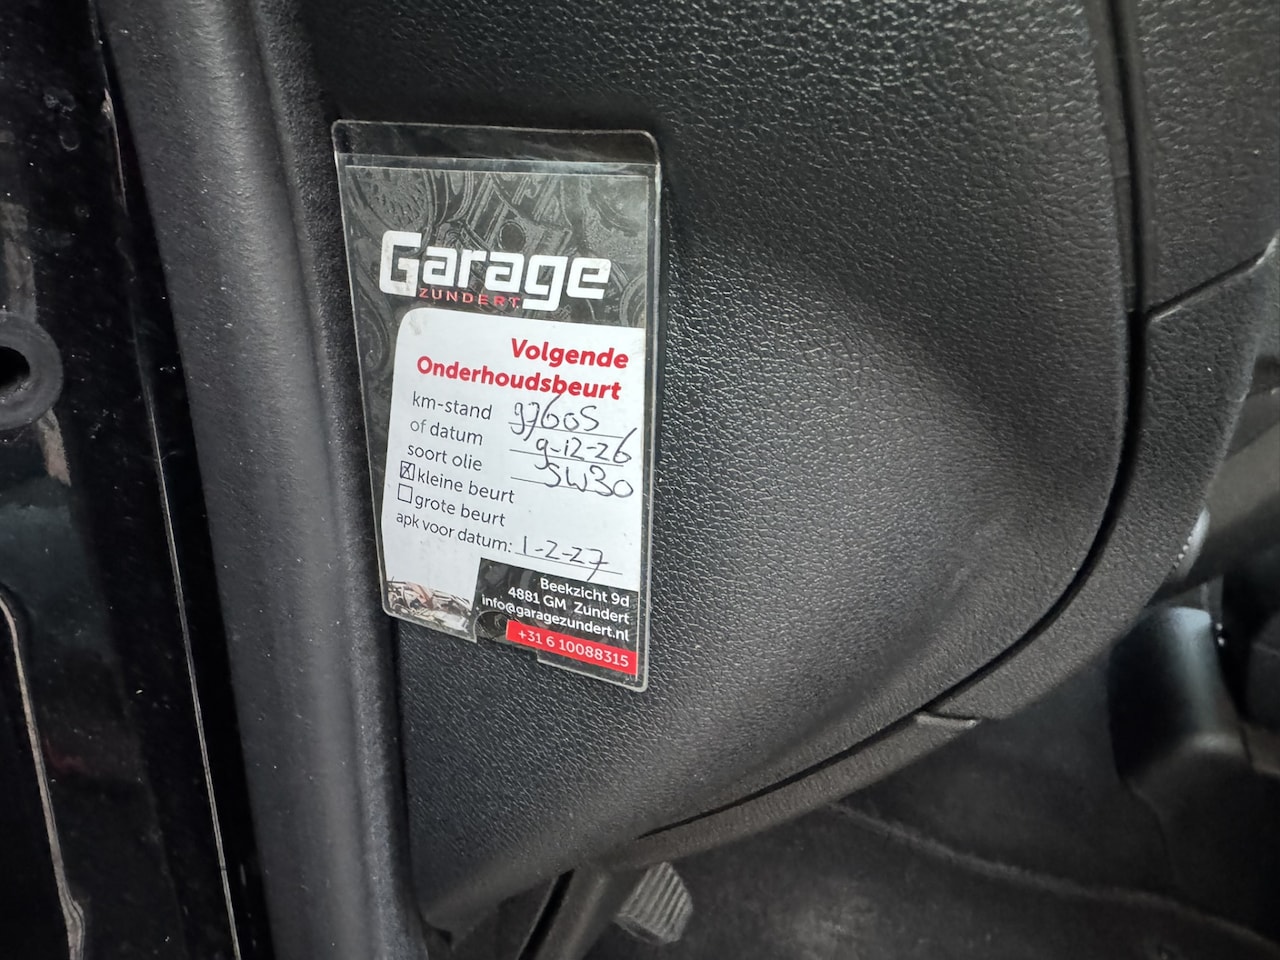 Garage
ZUNDERT
Volgende
Onderhoudsbeurt
km-stand 97605
of datum 9-12-26
soort olie 5W30
☒ kleine beurt
☐ grote beurt
apk voor datum: 1-2-27
Beekzicht 9d
4881 GM Zundert
info@garagezundert.nl
+31 6 10088315